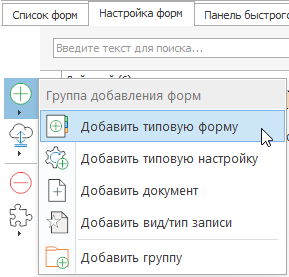 Список форм
Настройка форм
Панель быстрого
Введите текст для поиска...
Группа добавления форм
Добавить типовую форму
Добавить типовую настройку
Добавить документ
Добавить вид/тип записи
Добавить группу